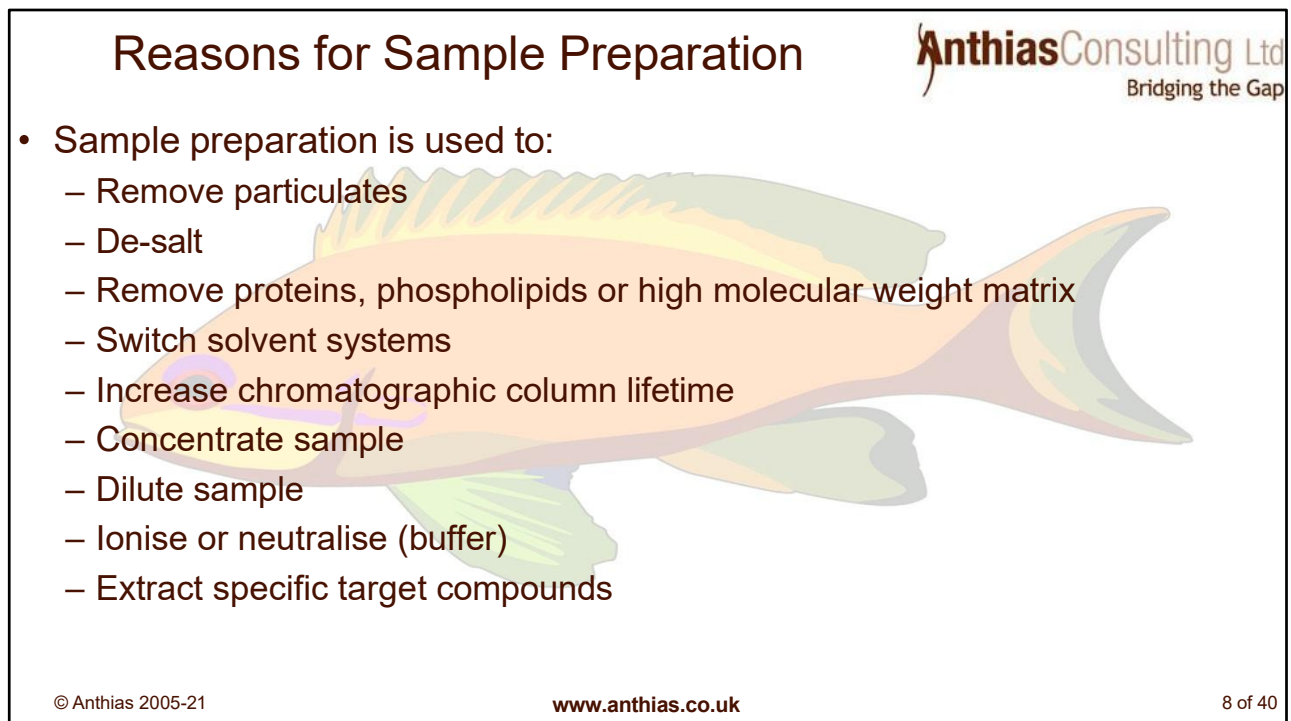 Reasons for Sample Preparation
AnthiasConsulting Ltd
Bridging the Gap
• Sample preparation is used to:
– Remove particulates
– De-salt
– Remove proteins, phospholipids or high molecular weight matrix
– Switch solvent systems
– Increase chromatographic column lifetime
– Concentrate sample
– Dilute sample
– Ionise or neutralise (buffer)
– Extract specific target compounds
© Anthias 2005-21
www.anthias.co.uk
8 of 40